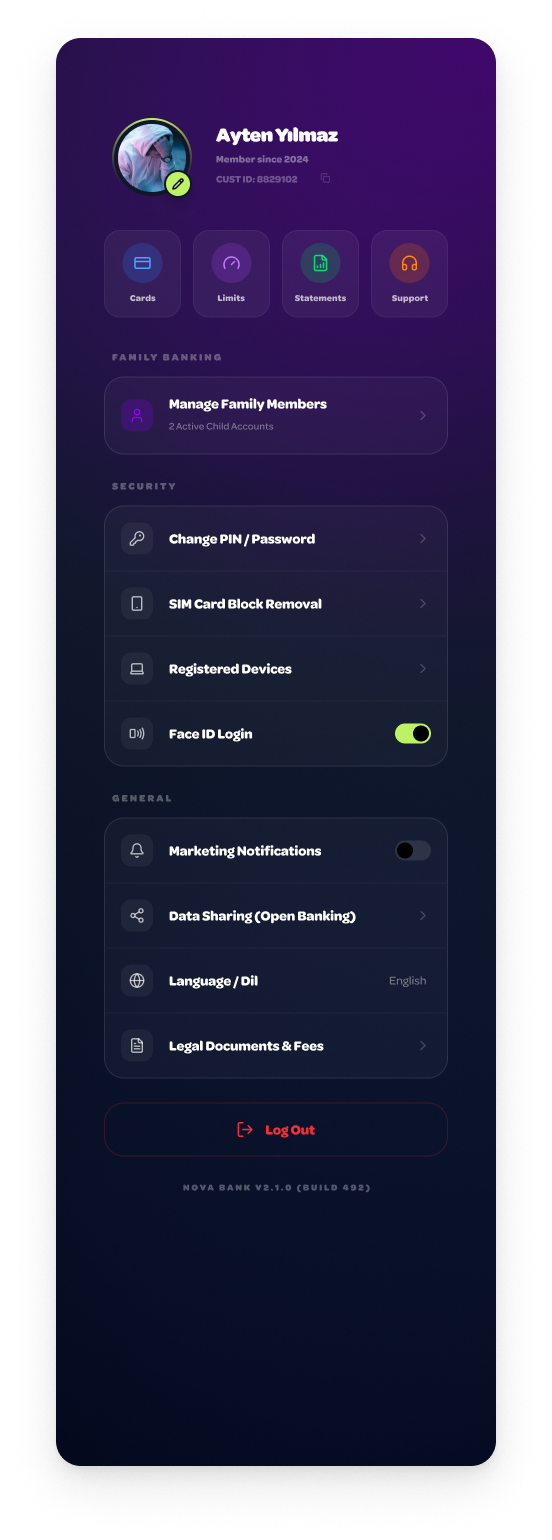 Ayten Yılmaz
Member since 2024
CUST ID: 8829102
Cards
Limits
Statements
Support
FAMILY BANKING
Manage Family Members
2 Active Child Accounts
SECURITY
Change PIN / Password
SIM Card Block Removal
Registered Devices
Face ID Login
GENERAL
Marketing Notifications
Data Sharing (Open Banking)
Language / Dil
English
Legal Documents & Fees
Log Out
NOVA BANK V2.1.0 (BUILD 492)